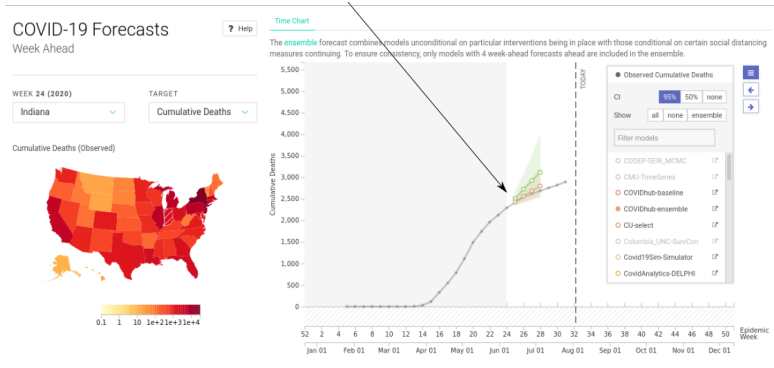 COVID-19 Forecasts
Week Ahead
? Help
WEEK 24 (2020)
TARGET
Indiana
Cumulative Deaths
Cumulative Deaths (Observed)
0.1 1 10 1e+2 1e+3 1e+4
Time Chart
The ensemble forecast combines models unconditional on particular interventions being in place with those conditional on certain social distancing
measures continuing. To ensure consistency, only models with 4 week-ahead forecasts ahead are included in the ensemble.
Cumulative Deaths
5,500
5,000
4,500
4,000
3,500
3,000
2,500
2,000
1,500
1,000
500
0
TODAY
52 2 4 6 8 10 12 14 16 18 20 22 24 26 28 30 32 34 36 38 40 42 44 46 48 50
Epidemic
Week
Jan 01 Feb 01 Mar 01 Apr 01 May 01 Jun 01 Jul 01 Aug 01 Sep 01 Oct 01 Nov 01 Dec 01
Observed Cumulative Deaths
CI 95% 50% none
Show all none ensemble
Filter models
CDDEP-SEIR_MCMC
CMU-TimeSeries
COVIDhub-baseline
COVIDhub-ensemble
CU-select
Columbia_UNC-SurvCon
Covid19Sim-Simulator
CovidAnalytics-DELPHI